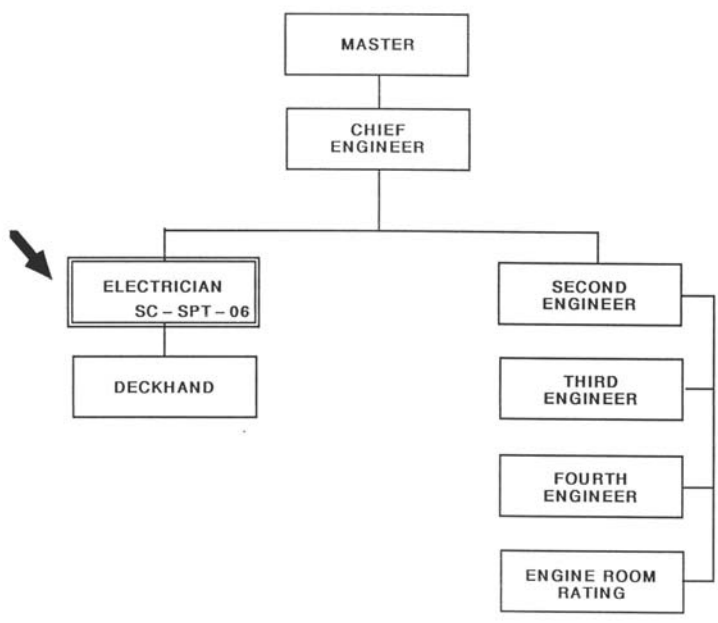 MASTER
CHIEF
ENGINEER
ELECTRICIAN
SC – SPT – 06
DECKHAND
SECOND
ENGINEER
THIRD
ENGINEER
FOURTH
ENGINEER
ENGINE ROOM
RATING